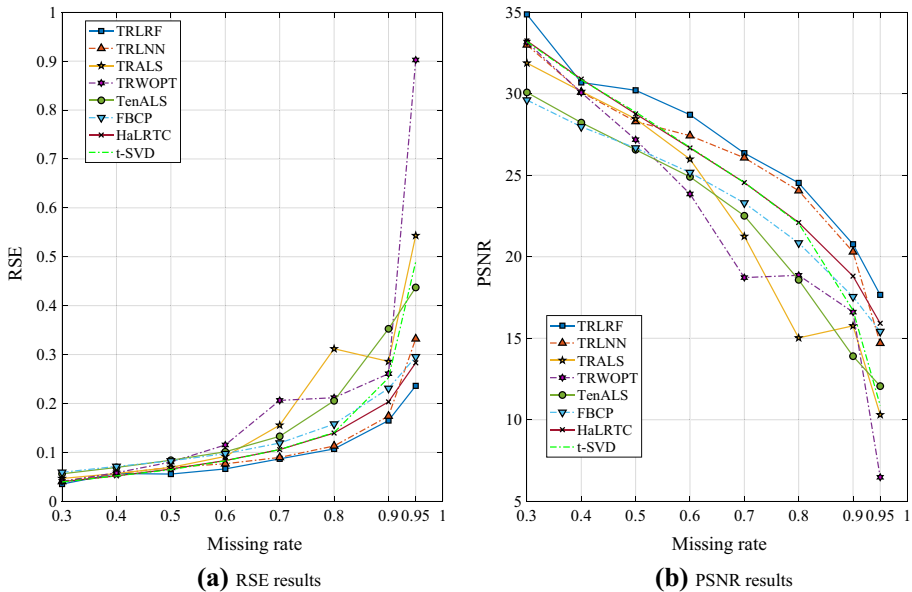 1
0.9
0.8
0.7
0.6
0.5
0.4
0.3
0.2
0.1
0
RSE
TRLRF
TRLNN
TRALS
TRWOPT
TenALS
FBCP
HaLRTC
t-SVD
0.3 0.4 0.5 0.6 0.7 0.8 0.9 0.95 1
Missing rate
(a) RSE results
35
30
25
20
15
10
5
PSNR
TRLRF
TRLNN
TRALS
TRWOPT
TenALS
FBCP
HaLRTC
t-SVD
0.3 0.4 0.5 0.6 0.7 0.8 0.9 0.95 1
Missing rate
(b) PSNR results